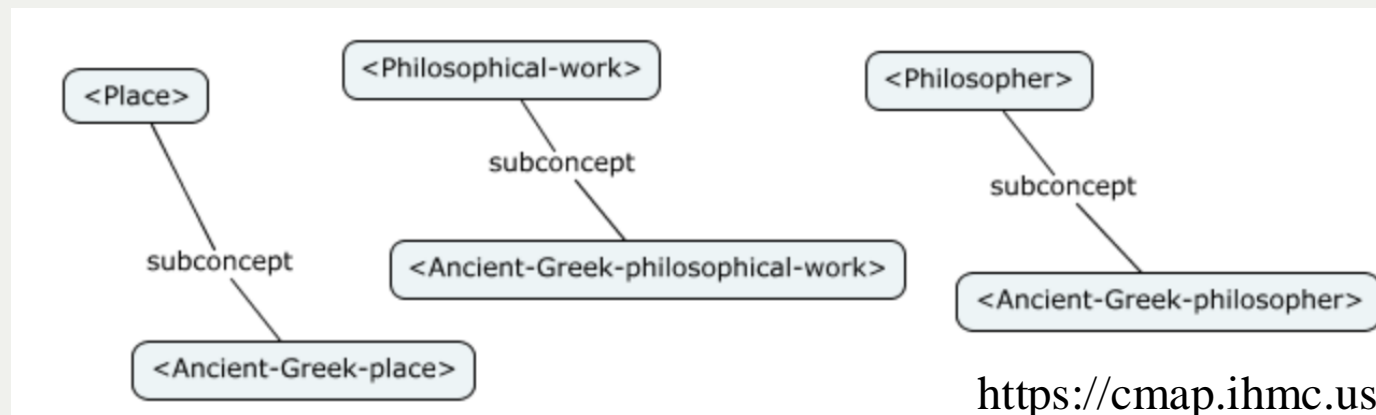 <Place>
subconcept
<Ancient-Greek-place>
<Philosophical-work>
subconcept
<Ancient-Greek-philosophical-work>
<Philosopher>
subconcept
<Ancient-Greek-philosopher>
https://cmap.ihmc.us